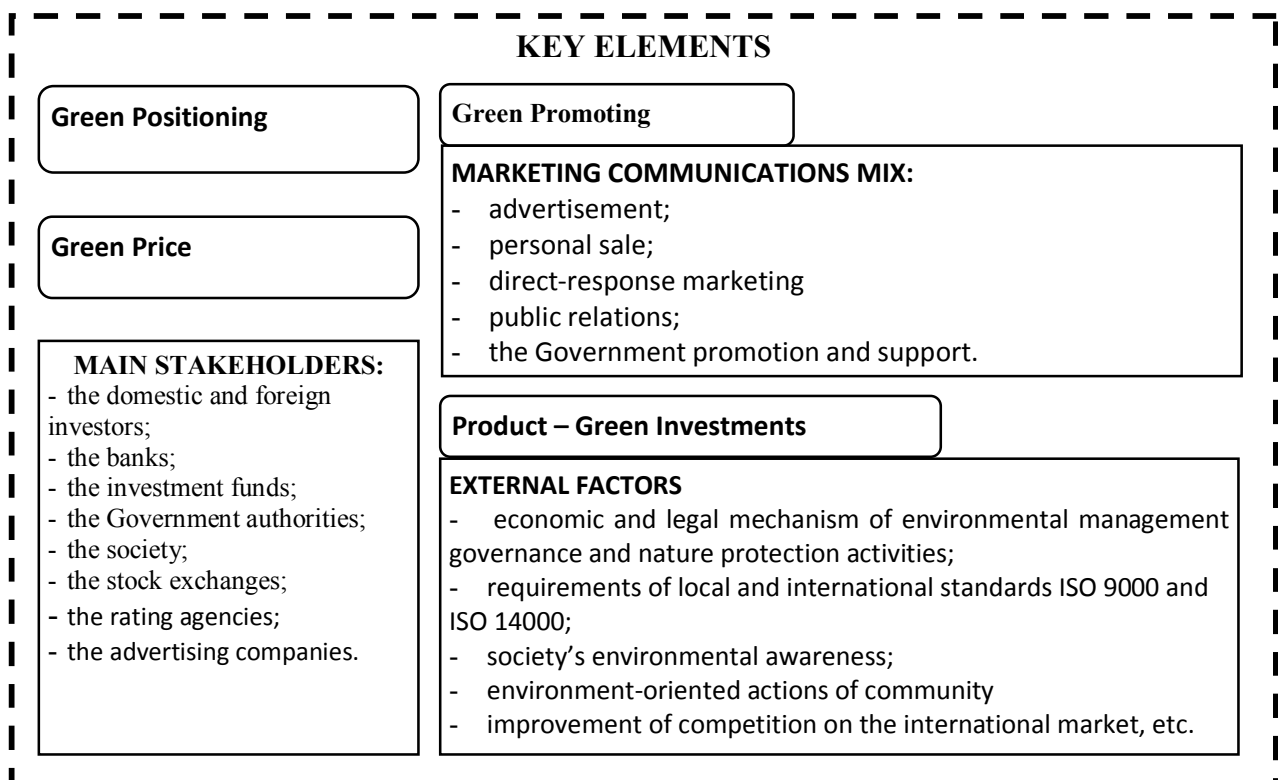 KEY ELEMENTS
Green Positioning
Green Price
MAIN STAKEHOLDERS:
- the domestic and foreign
investors;
- the banks;
- the investment funds;
- the Government authorities;
- the society;
- the stock exchanges;
- the rating agencies;
- the advertising companies.
Green Promoting
MARKETING COMMUNICATIONS MIX:
- advertisement;
- personal sale;
- direct-response marketing
- public relations;
- the Government promotion and support.
Product – Green Investments
EXTERNAL FACTORS
- economic and legal mechanism of environmental management
governance and nature protection activities;
- requirements of local and international standards ISO 9000 and
ISO 14000;
- society’s environmental awareness;
- environment-oriented actions of community
- improvement of competition on the international market, etc.